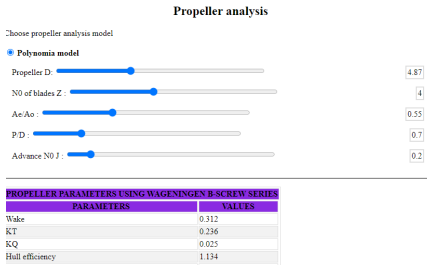 Propeller analysis
Choose propeller analysis model
Polynomia model
Propeller D: 4.87
N0 of blades Z : 4
Ae/Ao : 0.55
P/D : 0.7
Advance N0 J : 0.2
PROPELLER PARAMETERS USING WAGENINGEN B-SCREW SERIES
PARAMETERS VALUES
Wake 0.312
KT 0.236
KQ 0.025
Hull efficiency 1.134